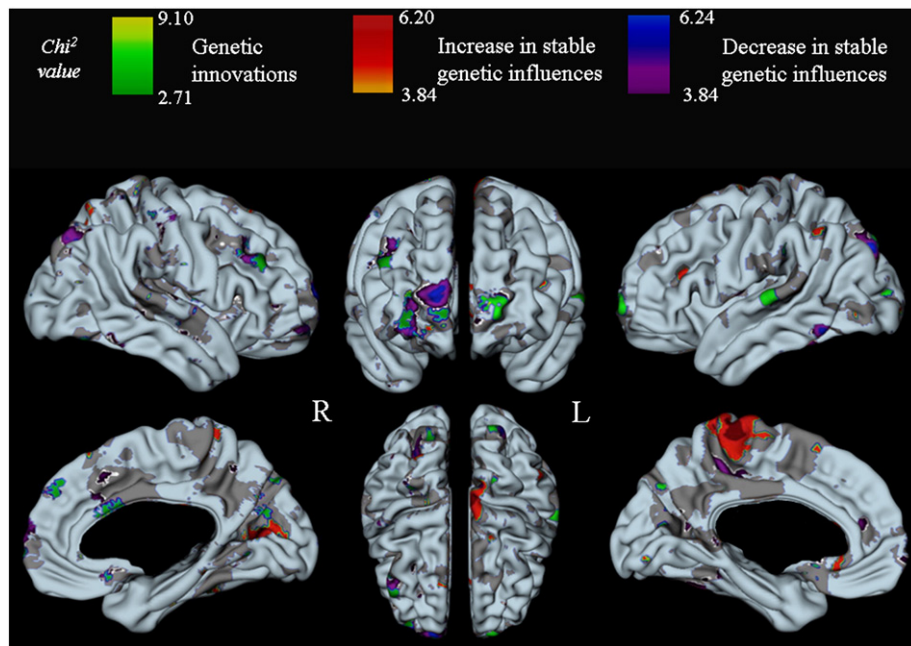 9.10 6.20 6.24
Chi² Genetic Increase in stable Decrease in stable
value innovations genetic influences genetic influences
2.71 3.84 3.84
R L